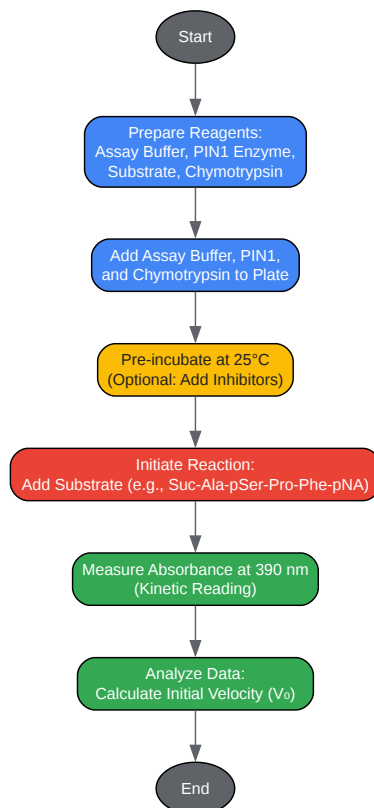 Start
Prepare Reagents:
Assay Buffer, PIN1 Enzyme,
Substrate, Chymotrypsin
Add Assay Buffer, PIN1,
and Chymotrypsin to Plate
Pre-incubate at 25°C
(Optional: Add Inhibitors)
Initiate Reaction:
Add Substrate (e.g., Suc-Ala-pSer-Pro-Phe-pNA)
Measure Absorbance at 390 nm
(Kinetic Reading)
Analyze Data:
Calculate Initial Velocity (V₀)
End